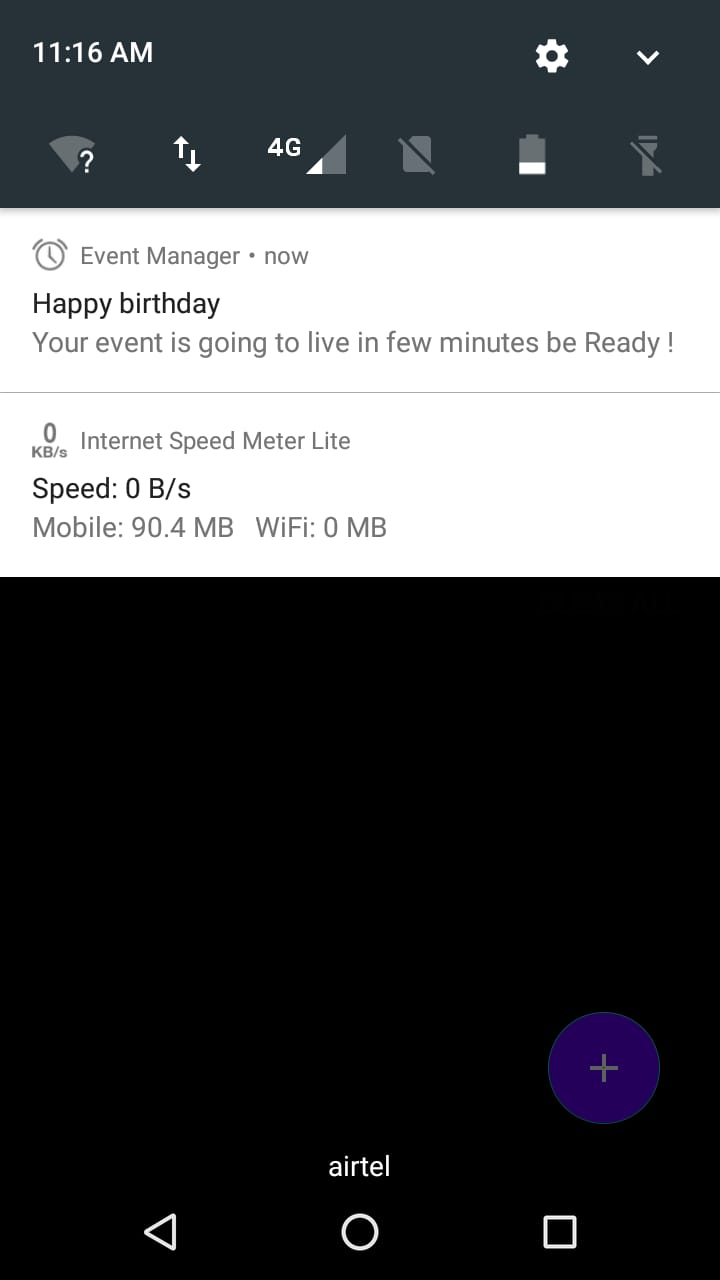 11:16 AM
4G
Event Manager • now
Happy birthday
Your event is going to live in few minutes be Ready !
0
KB/s Internet Speed Meter Lite
Speed: 0 B/s
Mobile: 90.4 MB WiFi: 0 MB
airtel